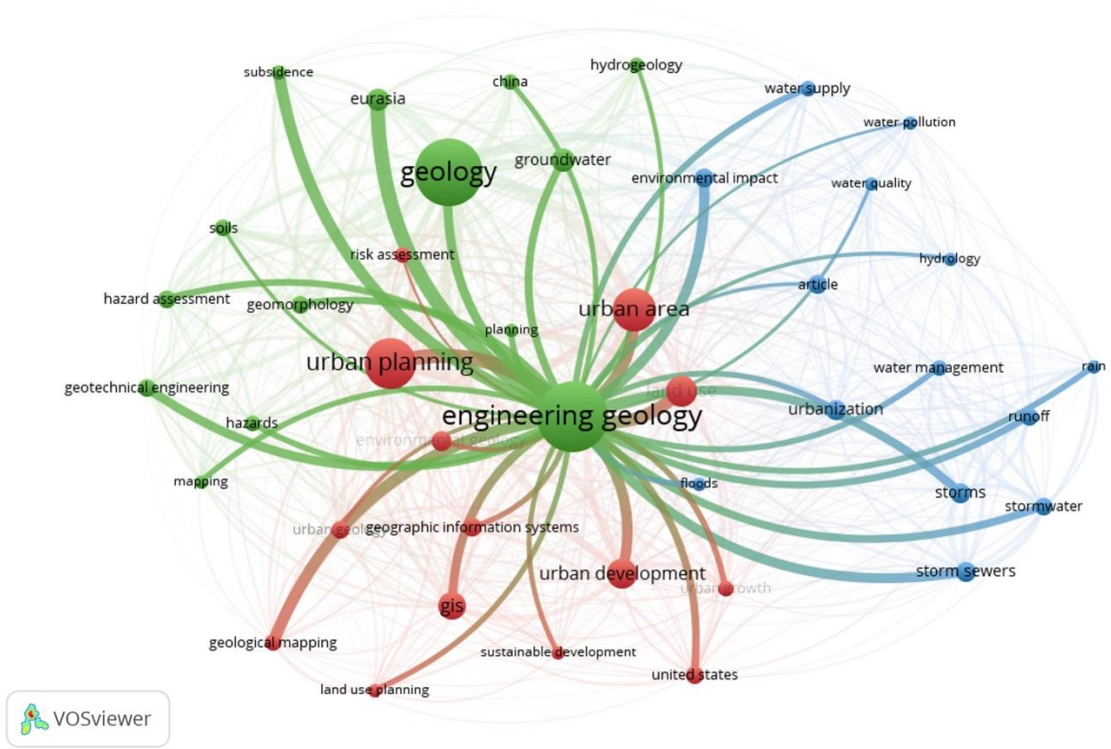 subsidence
eurasia
china
hydrogeology
water supply
water pollution
geology
groundwater
environmental impact
water quality
soils
risk assessment
hydrology
hazard assessment
geomorphology
article
urban area
planning
urban planning
water management
rain
geotechnical engineering
land use
urbanization
runoff
engineering geology
hazards
environmental geology
mapping
floods
storms
stormwater
urban geology
geographic information systems
storm sewers
urban development
urban growth
gis
geological mapping
sustainable development
united states
land use planning
VOSviewer